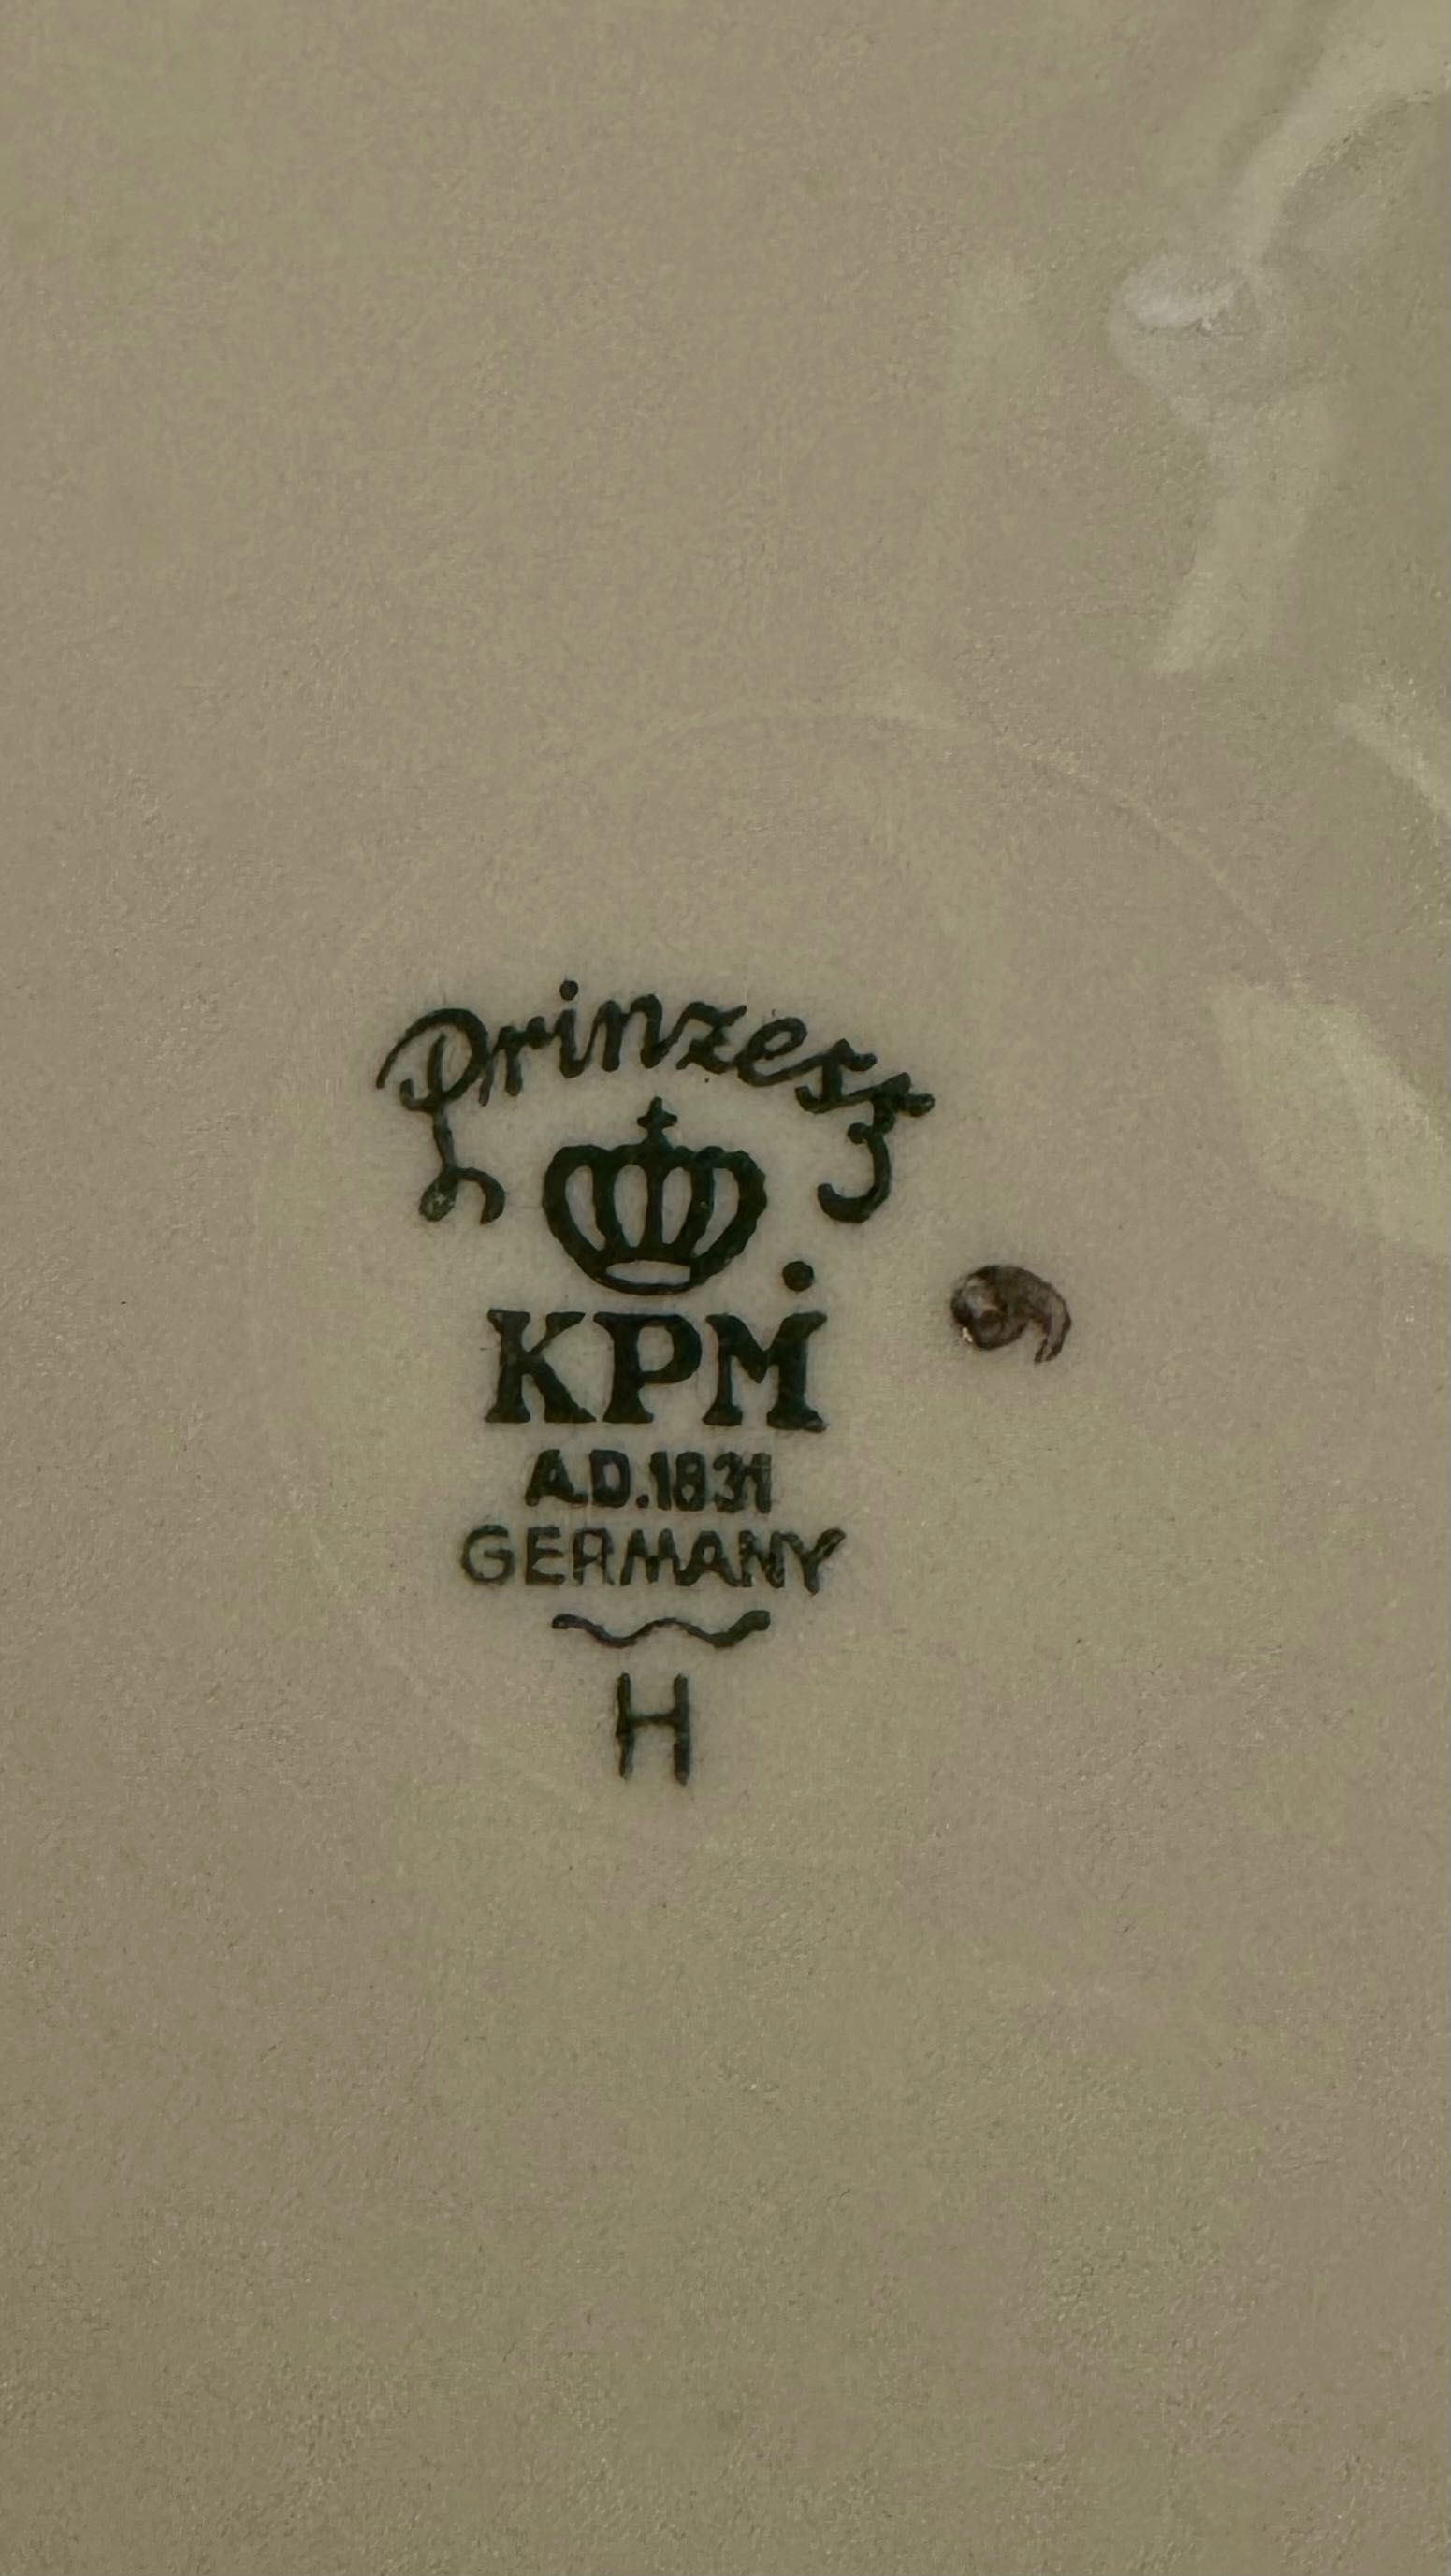 Prinzess
KPM
A.D.1831
GERMANY
H